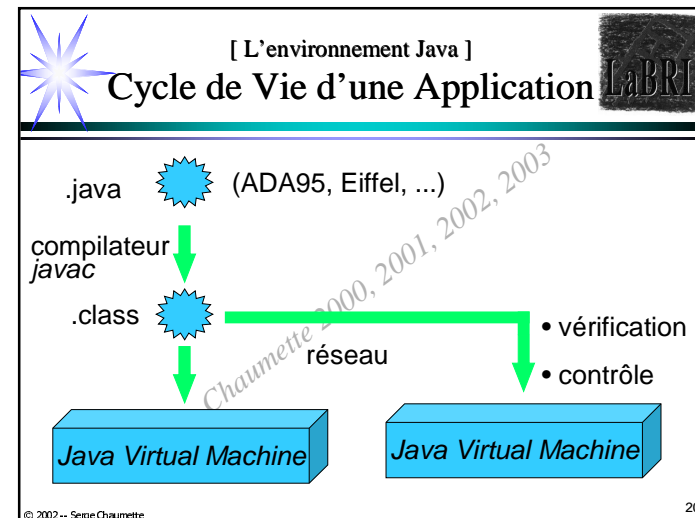 [ L'environnement Java ]
Cycle de Vie d'une Application
LaBRI
.java
(ADA95, Eiffel, ...)
compilateur
javac
.class
réseau
• vérification
• contrôle
Java Virtual Machine
Java Virtual Machine
Chaumette 2000, 2001, 2002, 2003
© 2002 -- Serge Chaumette